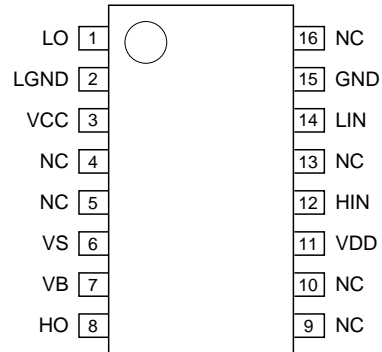 LO 1 16 NC
LGND 2 15 GND
VCC 3 14 LIN
NC 4 13 NC
NC 5 12 HIN
VS 6 11 VDD
VB 7 10 NC
HO 8 9 NC